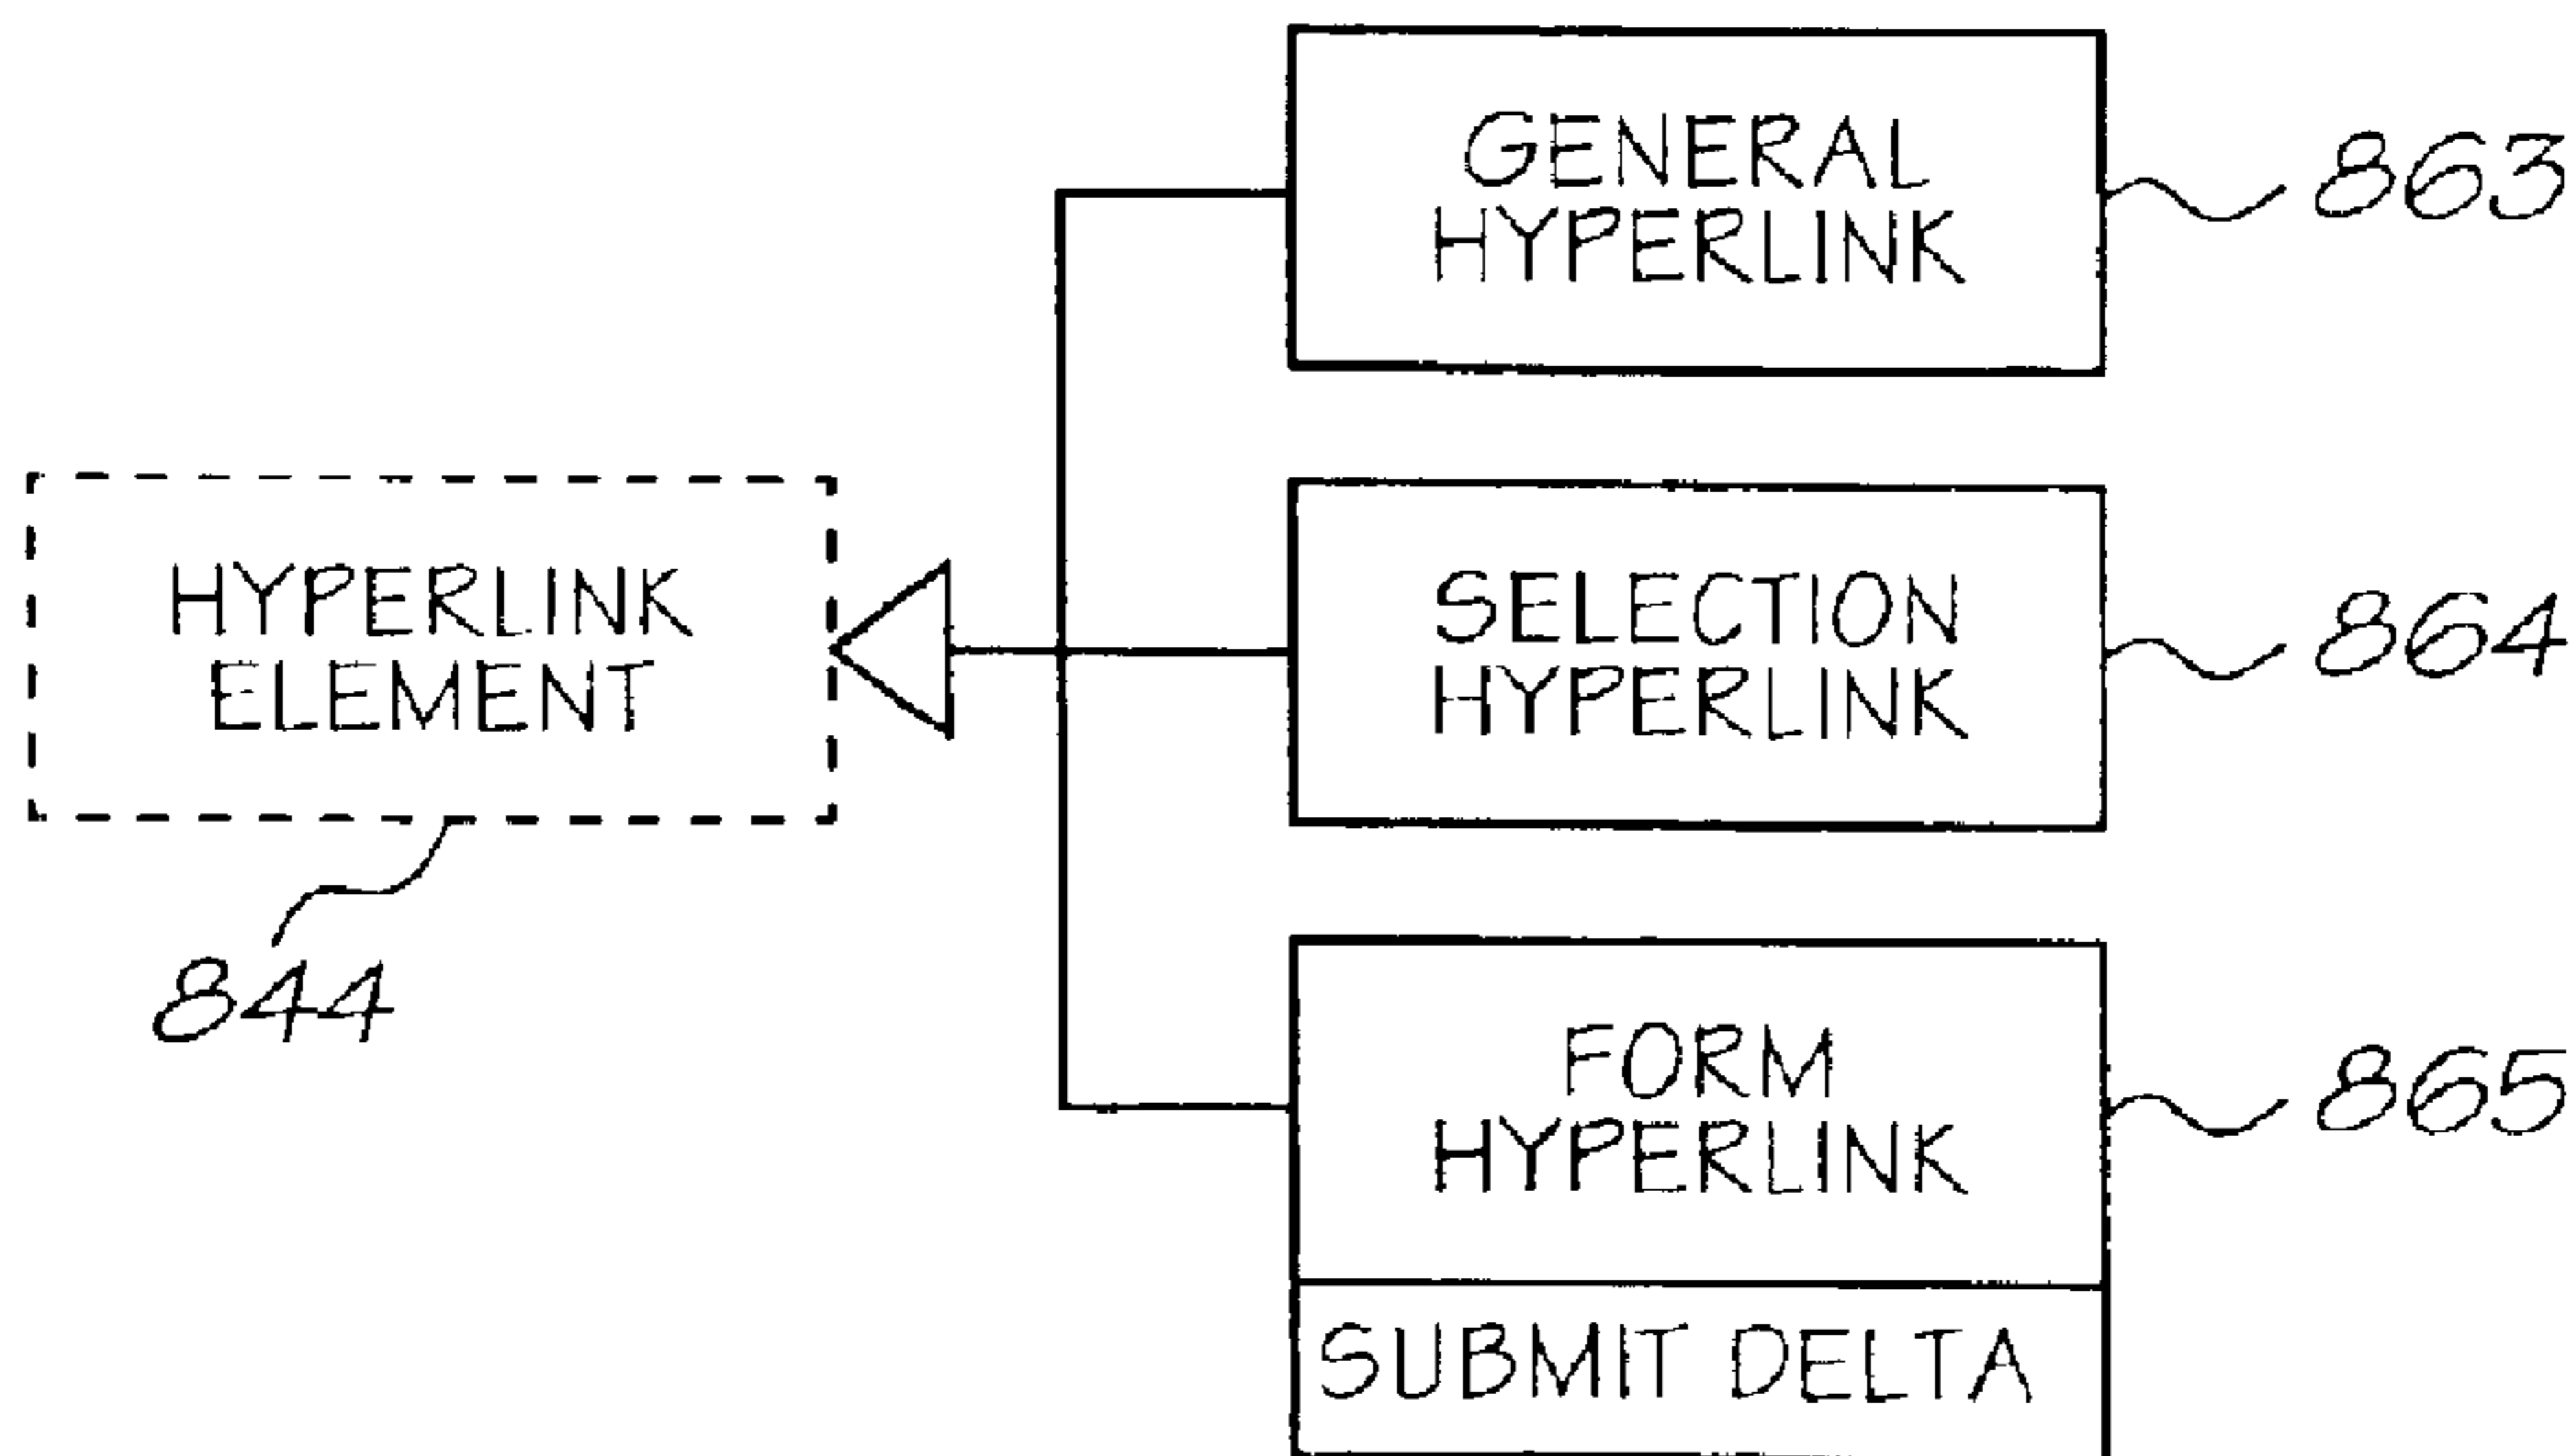 GENERAL
HYPERLINK
863
HYPERLINK
ELEMENT
844
SELECTION
HYPERLINK
864
FORM
HYPERLINK
865
SUBMIT DELTA